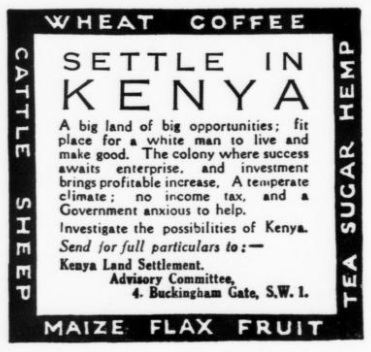 WHEAT COFFEE
CATTLE SHEEP
SETTLE IN
KENYA
A big land of big opportunities; fit
place for a white man to live and
make good. The colony where success
awaits enterprise, and investment
brings profitable increase, A temperate
climate; no income tax, and a
Government anxious to help.
Investigate the possibilities of Kenya.
Send for full particulars to:—
Kenya Land Settlement.
Advisory Committee,
4. Buckingham Gate, S.W. 1.
TEA SUGAR HEMP
MAIZE FLAX FRUIT